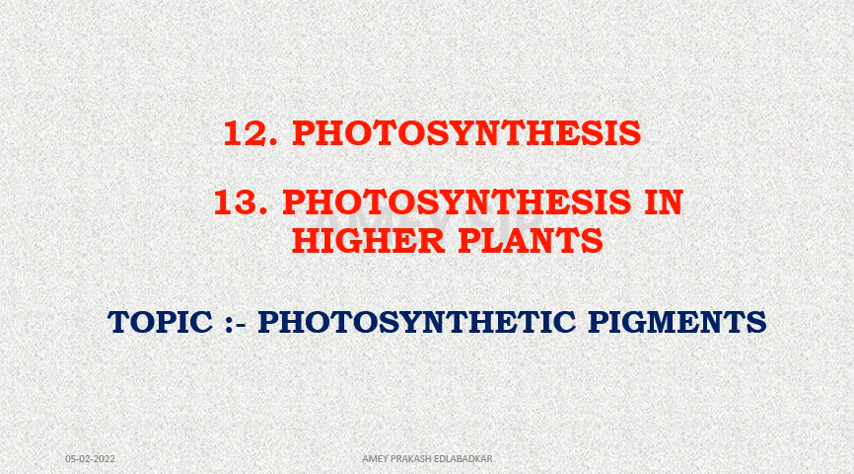 12. PHOTOSYNTHESIS
13. PHOTOSYNTHESIS IN
HIGHER PLANTS
TOPIC :- PHOTOSYNTHETIC PIGMENTS
05-02-2022
AMEY PRAKASH EDLABADKAR